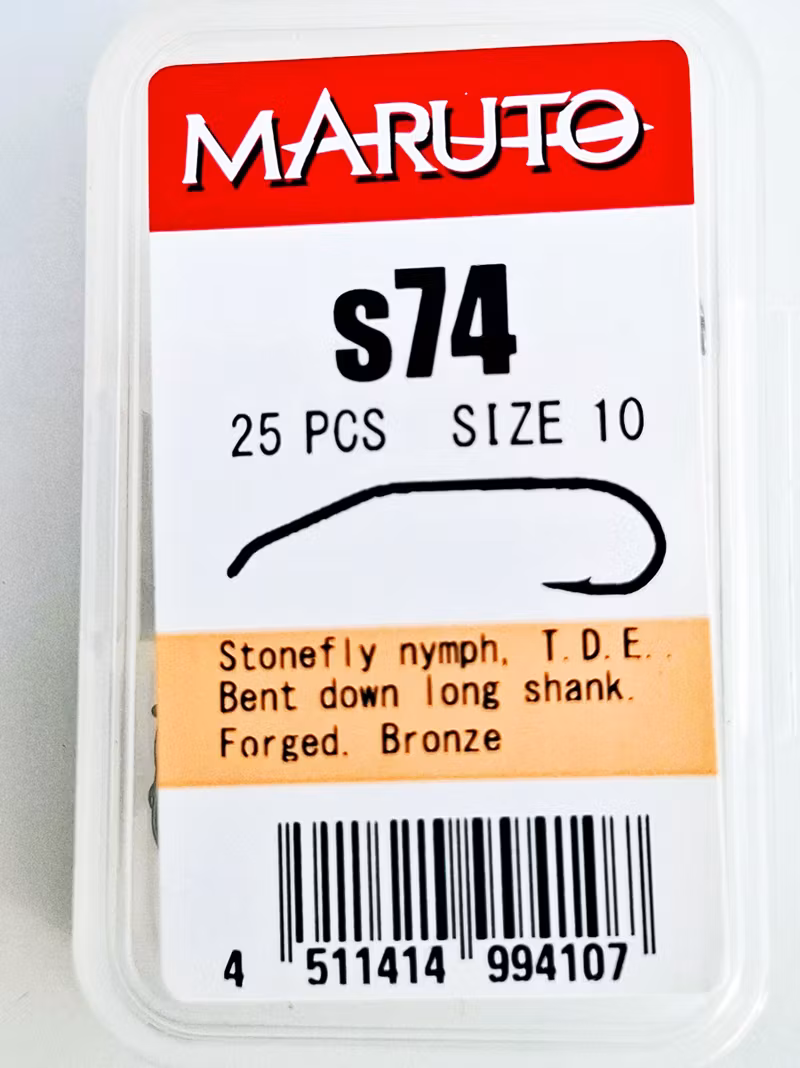 MARUTO
s74
25 PCS SIZE 10
Stonefly nymph, T.D.E..
Bent down long shank.
Forged. Bronze
4 511414 994107